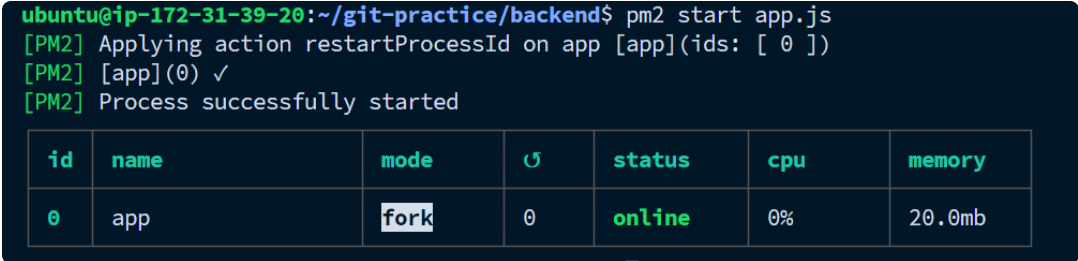 ubuntu@ip-172-31-39-20:~/git-practice/backend$ pm2 start app.js
[PM2] Applying action restartProcessId on app [app](ids: [ 0 ])
[PM2] [app](0) ✓
[PM2] Process successfully started
id name mode ↺ status cpu memory
0 app fork 0 online 0% 20.0mb